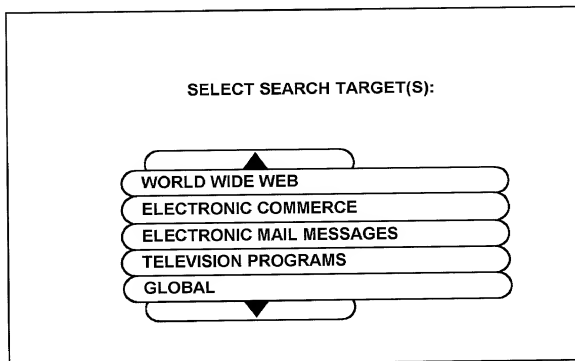 SELECT SEARCH TARGET(S):
WORLD WIDE WEB
ELECTRONIC COMMERCE
ELECTRONIC MAIL MESSAGES
TELEVISION PROGRAMS
GLOBAL